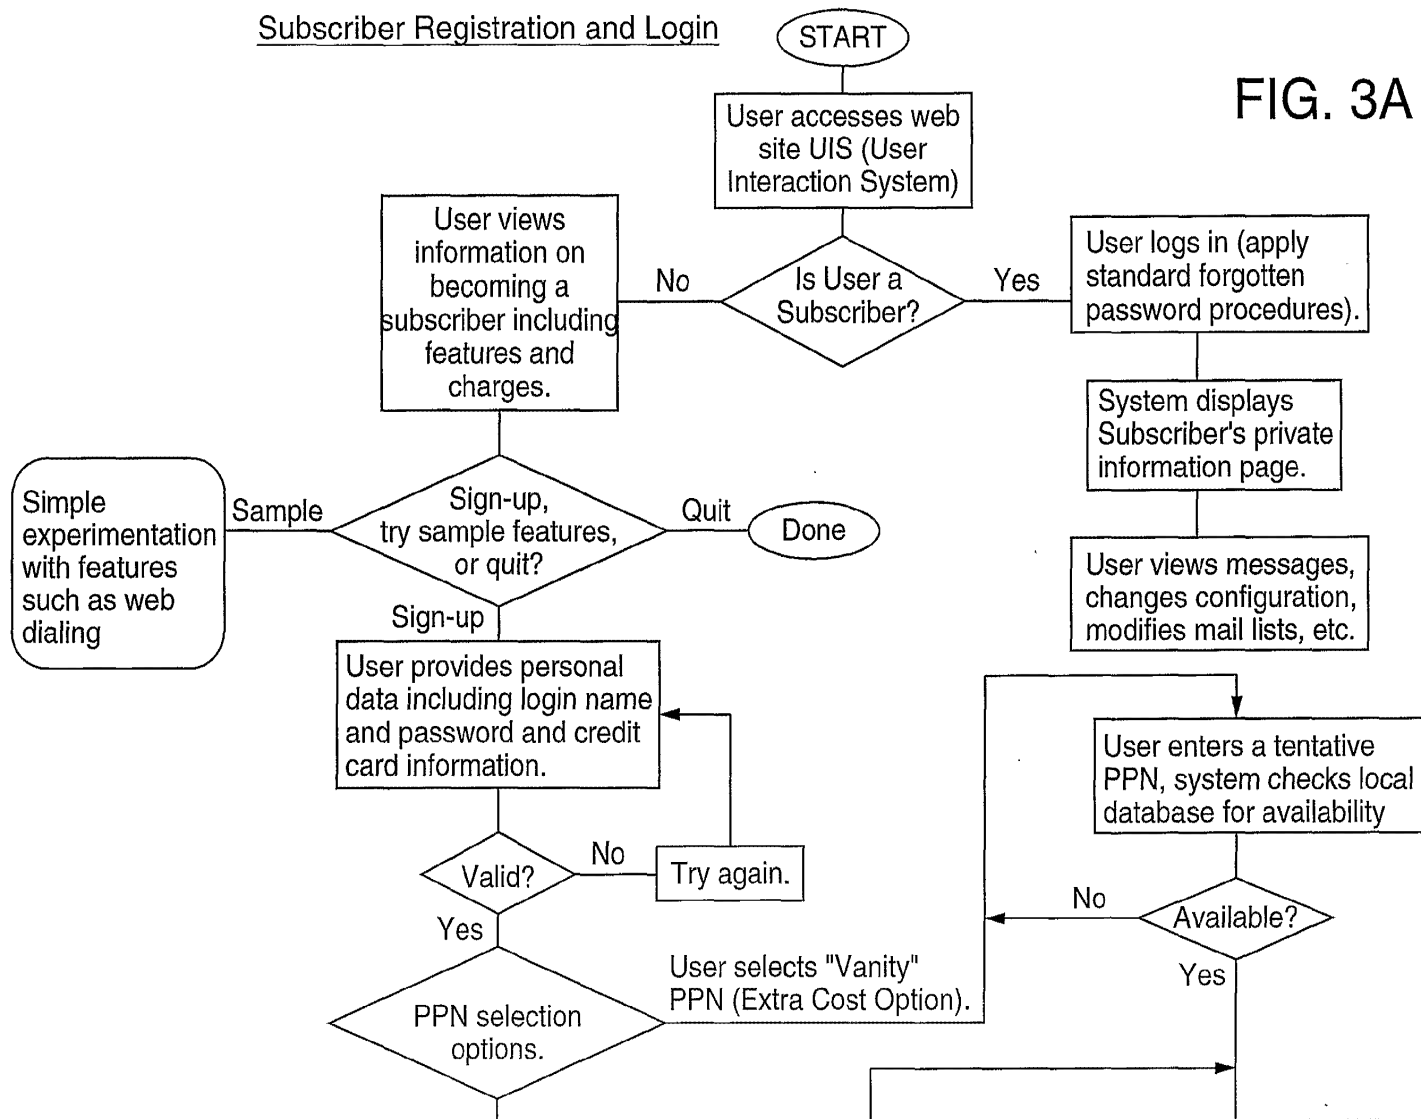 Subscriber Registration and Login
START
FIG. 3A
User accesses web
site UIS (User
Interaction System)
User views
information on
becoming a
subscriber including
features and
charges.
No
Is User a
Subscriber?
Yes
User logs in (apply
standard forgotten
password procedures).
System displays
Subscriber's private
information page.
Simple
experimentation
with features
such as web
dialing
Sample
Sign-up,
try sample features,
or quit?
Quit
Done
User views messages,
changes configuration,
modifies mail lists, etc.
Sign-up
User provides personal
data including login name
and password and credit
card information.
User enters a tentative
PPN, system checks local
database for availability
Valid?
No
Try again.
No
Available?
Yes
Yes
User selects "Vanity"
PPN (Extra Cost Option).
PPN selection
options.